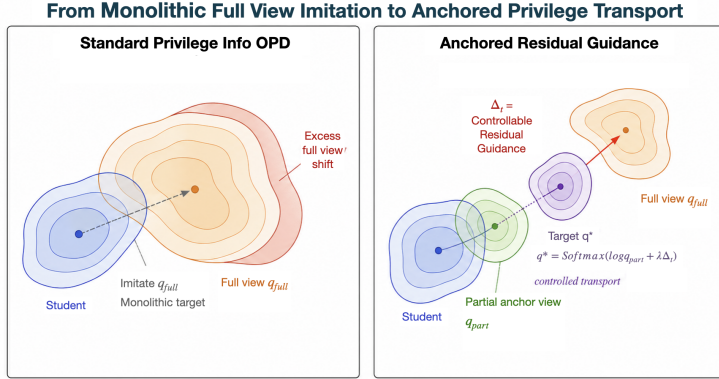 From Monolithic Full View Imitation to Anchored Privilege Transport
Standard Privilege Info OPD
Excess
full view
shift
Imitate q_full
Monolithic target
Full view q_full
Student
Anchored Residual Guidance
Δ_t =
Controllable
Residual
Guidance
Full view q_full
Target q*
q* = Softmax(logq_part + λΔ_t)
controlled transport
Partial anchor view
q_part
Student